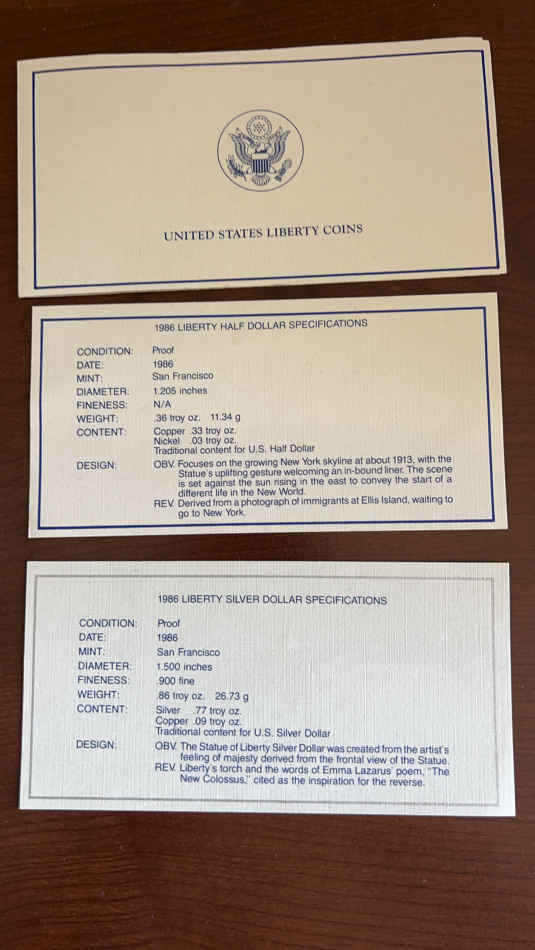 UNITED STATES LIBERTY COINS
1986 LIBERTY HALF DOLLAR SPECIFICATIONS
CONDITION: Proof
DATE: 1986
MINT: San Francisco
DIAMETER: 1.205 inches
FINENESS: N/A
WEIGHT: .36 troy oz. 11.34 g
CONTENT: Copper .33 troy oz.
Nickel .03 troy oz.
Traditional content for U.S. Half Dollar
DESIGN: OBV. Focuses on the growing New York skyline at about 1913, with the
Statue's uplifting gesture welcoming an in-bound liner. The scene
is set against the sun rising in the east to convey the start of a
different life in the New World.
REV. Derived from a photograph of immigrants at Ellis Island, waiting to
go to New York.
1986 LIBERTY SILVER DOLLAR SPECIFICATIONS
CONDITION: Proof
DATE: 1986
MINT: San Francisco
DIAMETER: 1.500 inches
FINENESS: .900 fine
WEIGHT: .86 troy oz. 26.73 g
CONTENT: Silver .77 troy oz.
Copper .09 troy oz.
Traditional content for U.S. Silver Dollar
DESIGN: OBV. The Statue of Liberty Silver Dollar was created from the artist's
feeling of majesty derived from the frontal view of the Statue.
REV. Liberty's torch and the words of Emma Lazarus' poem, "The
New Colossus," cited as the inspiration for the reverse.